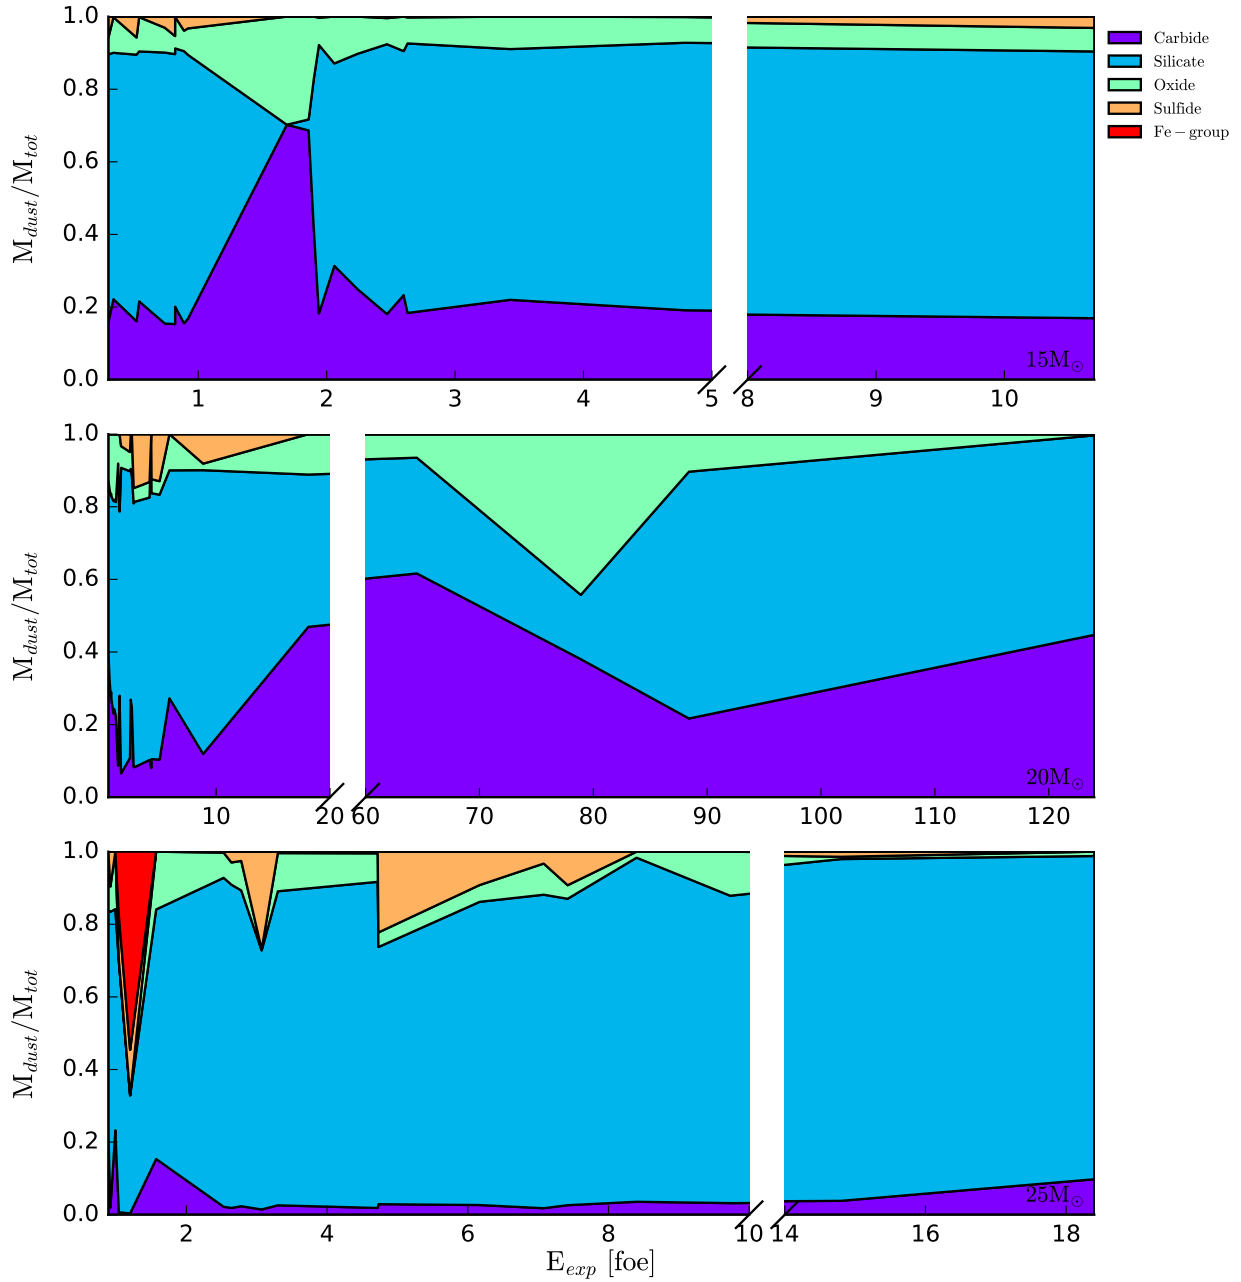 1.0
0.8
0.6
0.4
0.2
0.0
M_dust/M_tot
1 2 3 4 5 8 9 10
15M⊙
Carbide
Silicate
Oxide
Sulfide
Fe − group
1.0
0.8
0.6
0.4
0.2
0.0
M_dust/M_tot
10 20 60 70 80 90 100 110 120
20M⊙
1.0
0.8
0.6
0.4
0.2
0.0
M_dust/M_tot
2 4 6 8 10 14 16 18
25M⊙
E_exp [foe]